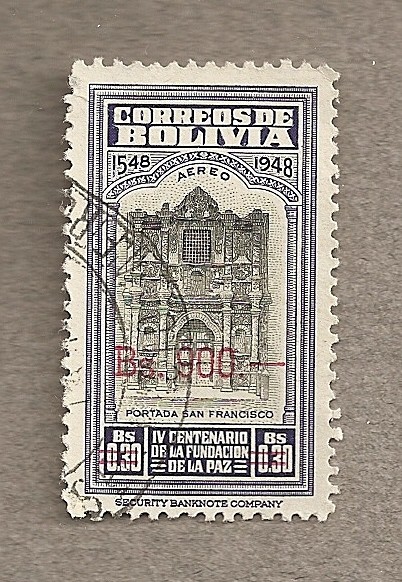 CORREOS DE
BOLIVIA
1548 1948
AEREO
Bs. 900 —
PORTADA SAN FRANCISCO
BS 0.30
IV CENTENARIO
DE LA FUNDACION
DE LA PAZ
BS 0.30
SECURITY BANKNOTE COMPANY